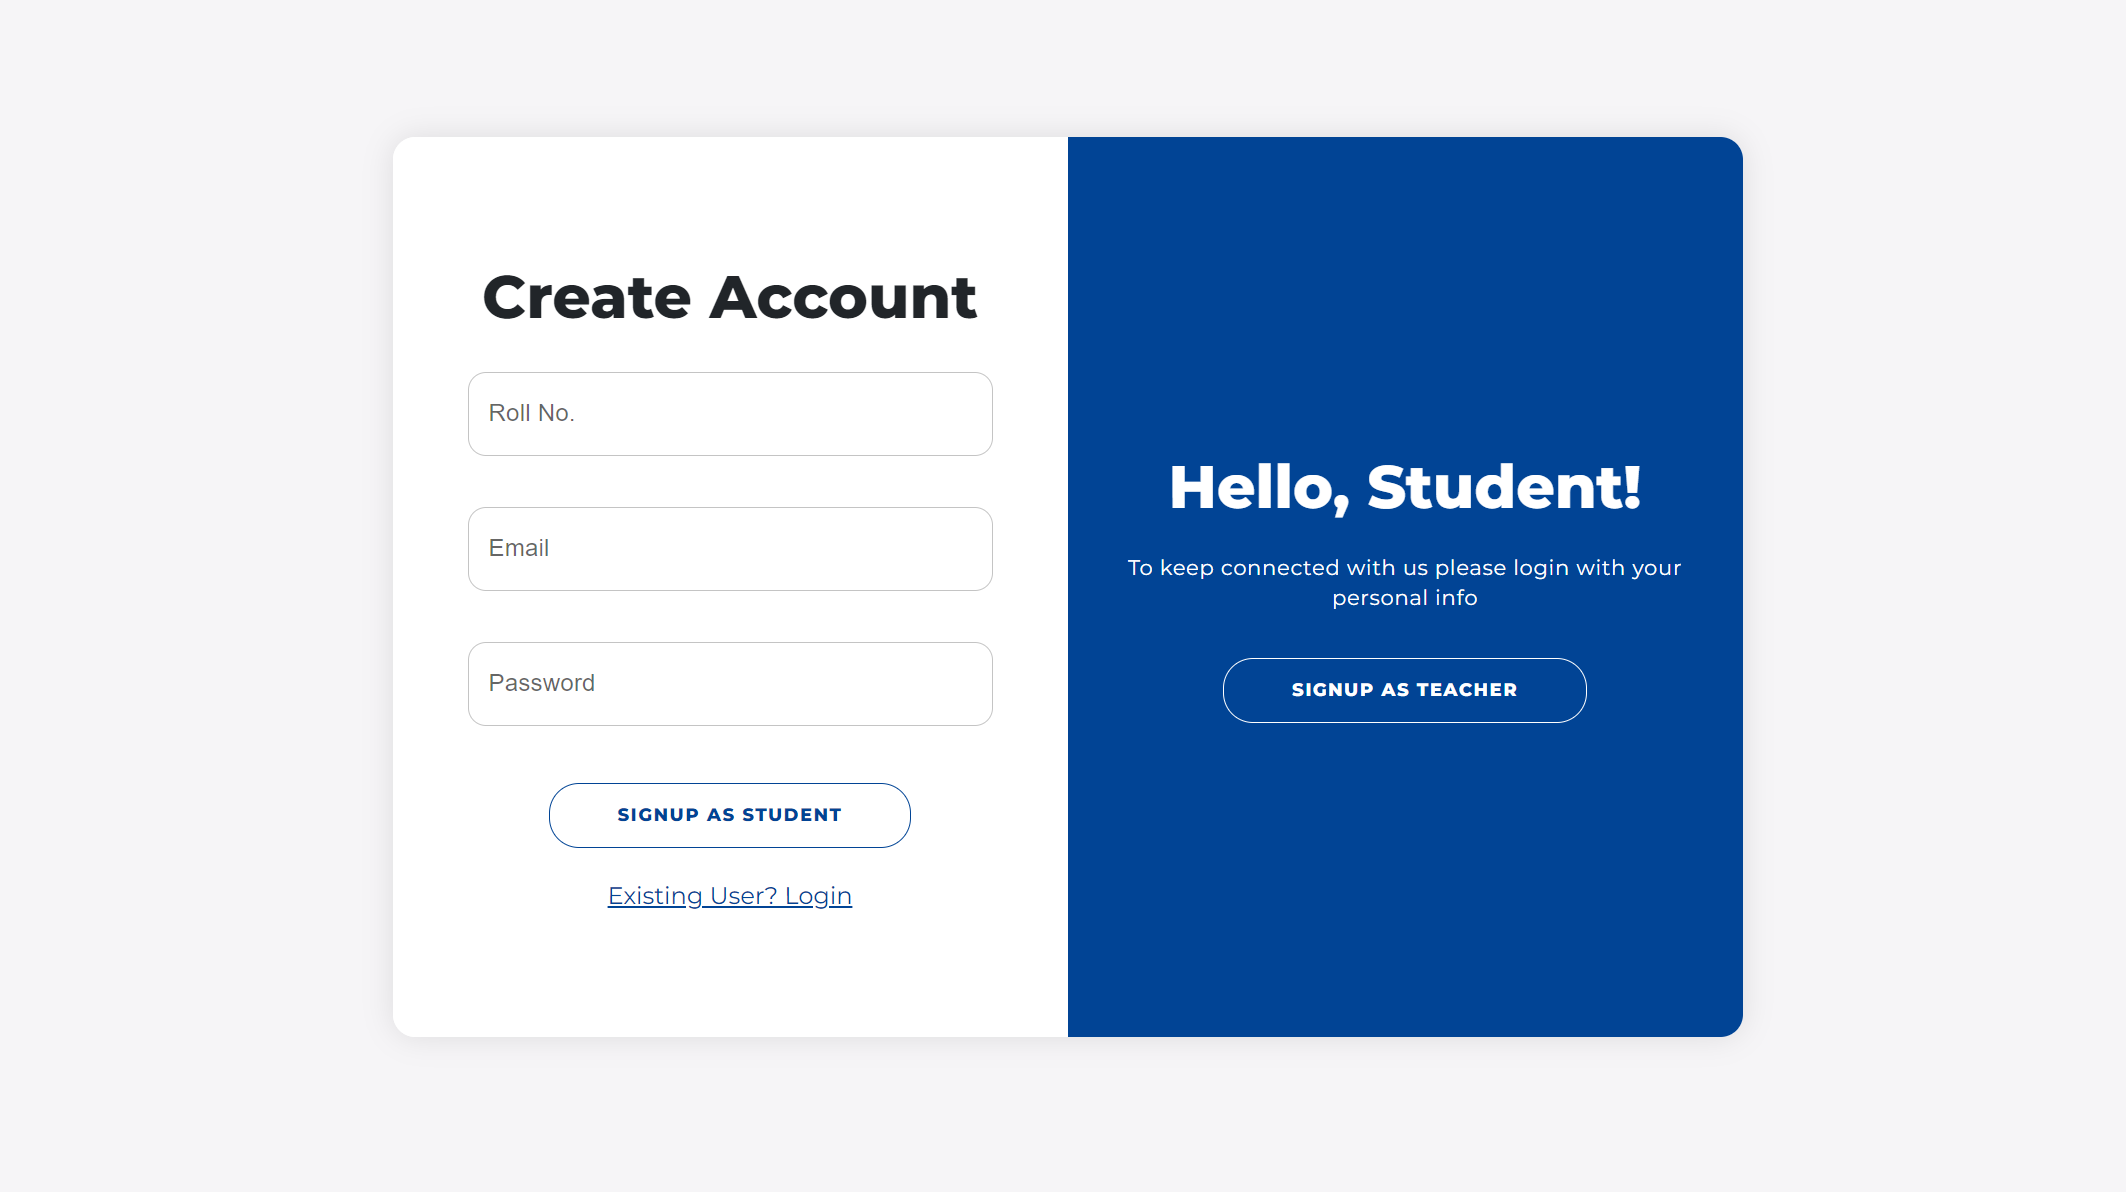 Create Account
Roll No.
Email
Password
SIGNUP AS STUDENT
Existing User? Login
Hello, Student!
To keep connected with us please login with your
personal info
SIGNUP AS TEACHER